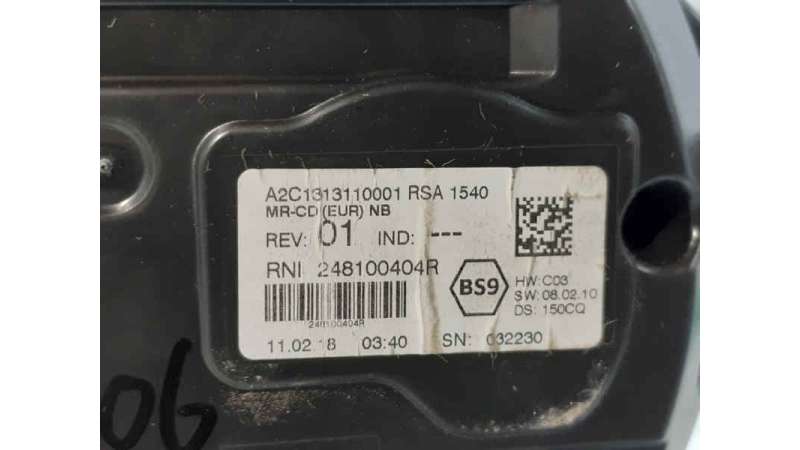 A2C1313110001 RSA 1540
MR-CD (EUR) NB
REV: 01 IND: ---
RNI 248100404R
BS9
HW: C03
SW: 08.02.10
DS: 150CQ
248100404R
11.02.18 03:40 SN: 032230
06